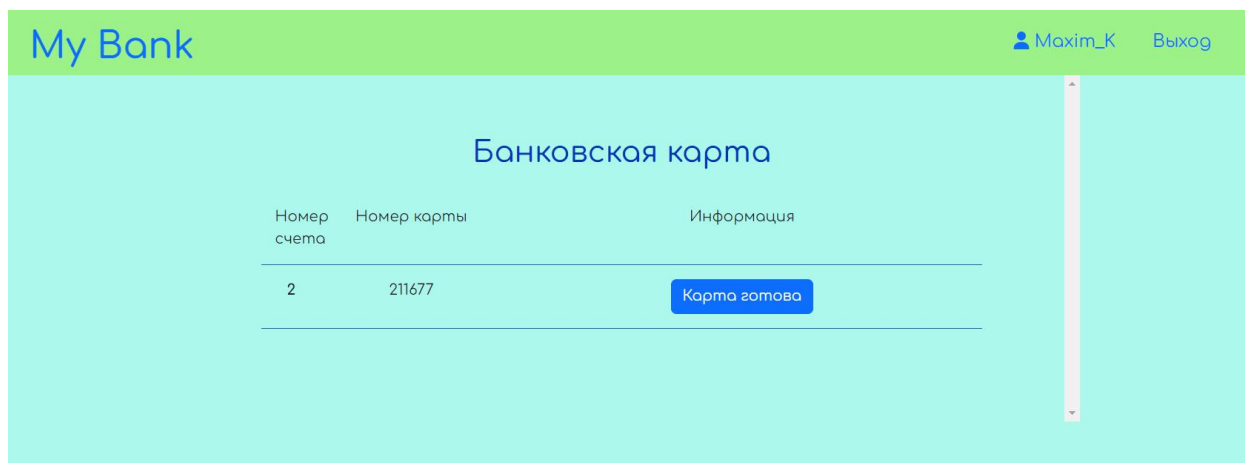 My Bank
Maxim_K Выход
Банковская карта
Номер счета Номер карты Информация
2 211677 Карта готова